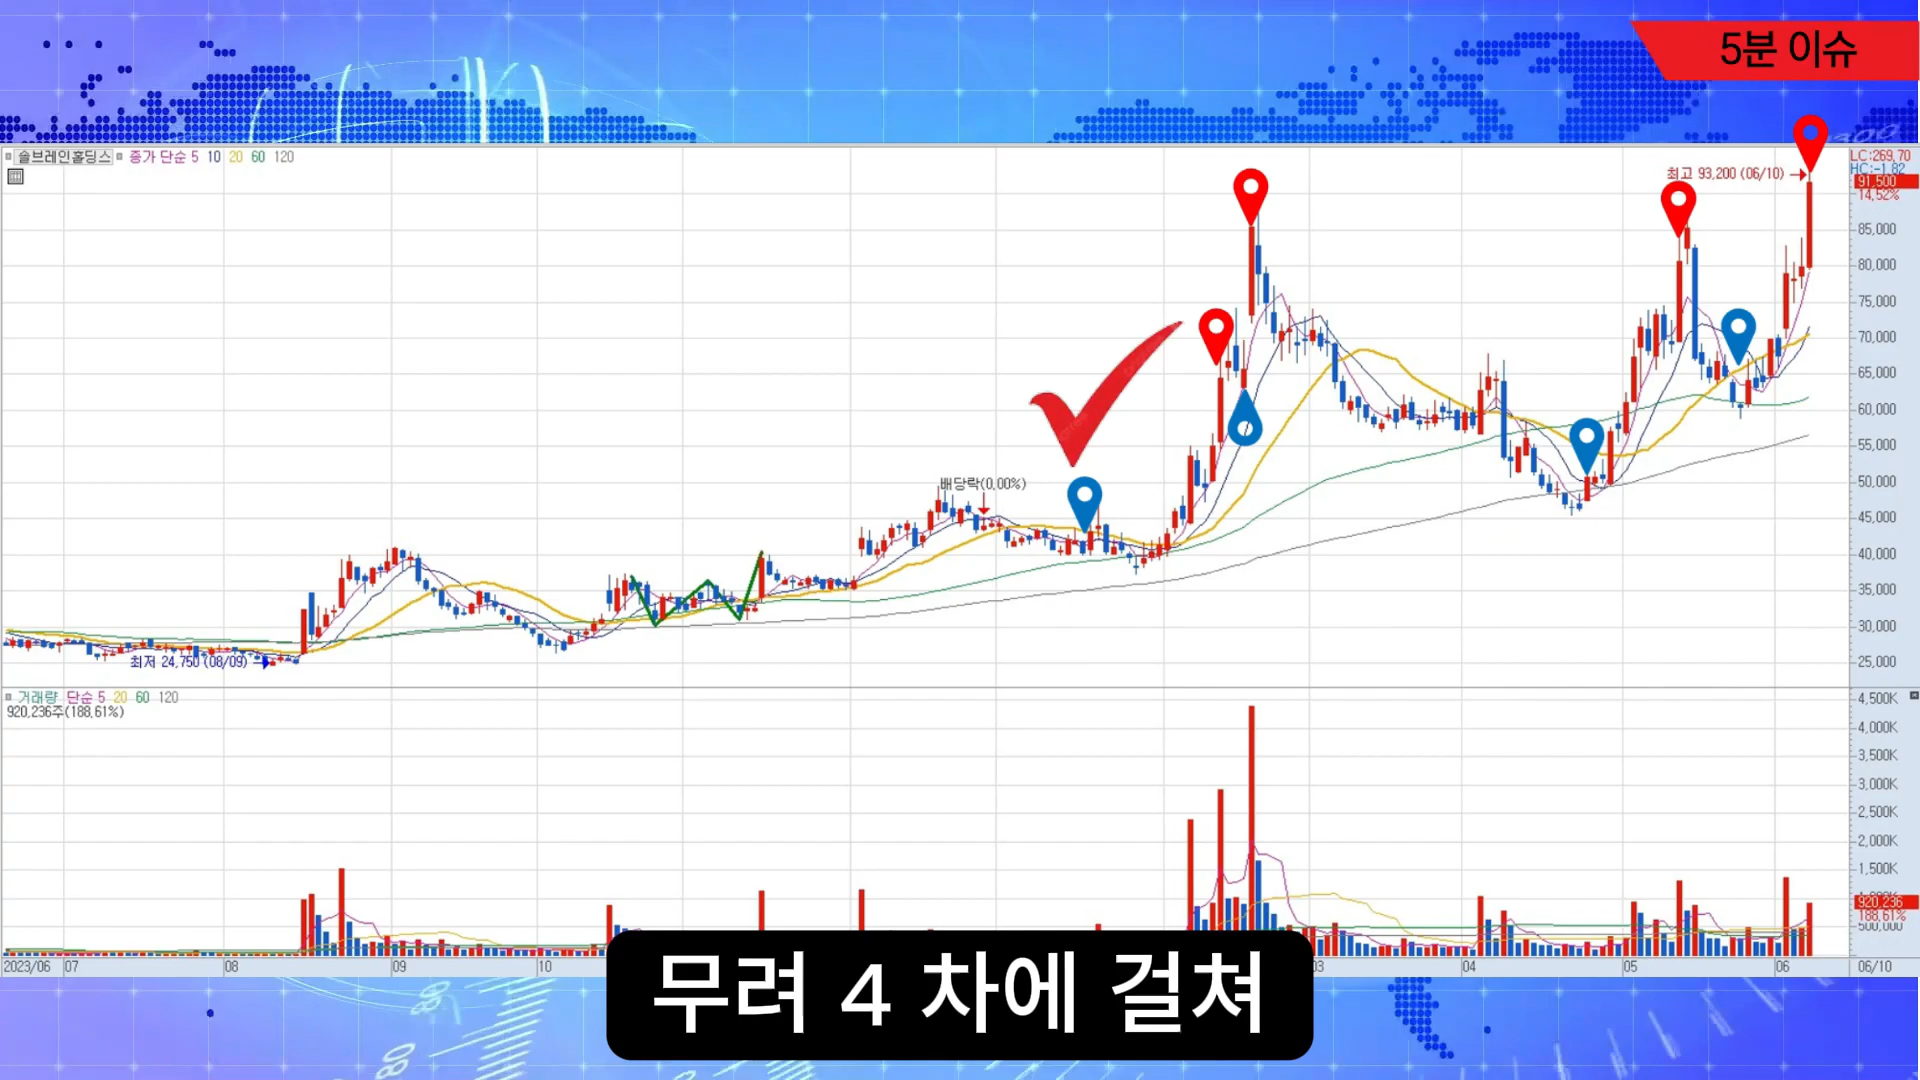 5분 이슈
솔브레인홀딩스 종가 단순 5 10 20 60 120
LC:269,70
HC:-1,82
최고 93,200 (06/10)
91,500
14,52%
85,000
80,000
75,000
70,000
65,000
60,000
55,000
배당락(0,00%)
50,000
45,000
40,000
35,000
30,000
최저 24,750 (08/09)
25,000
거래량 단순 5 20 60 120
920,236주(188,61%)
4,500K
4,000K
3,500K
3,000K
2,500K
2,000K
1,500K
920,236
188,61%
500,000
2023/06 07 08 09 10 03 04 05 06 06/10
무려 4 차에 걸쳐